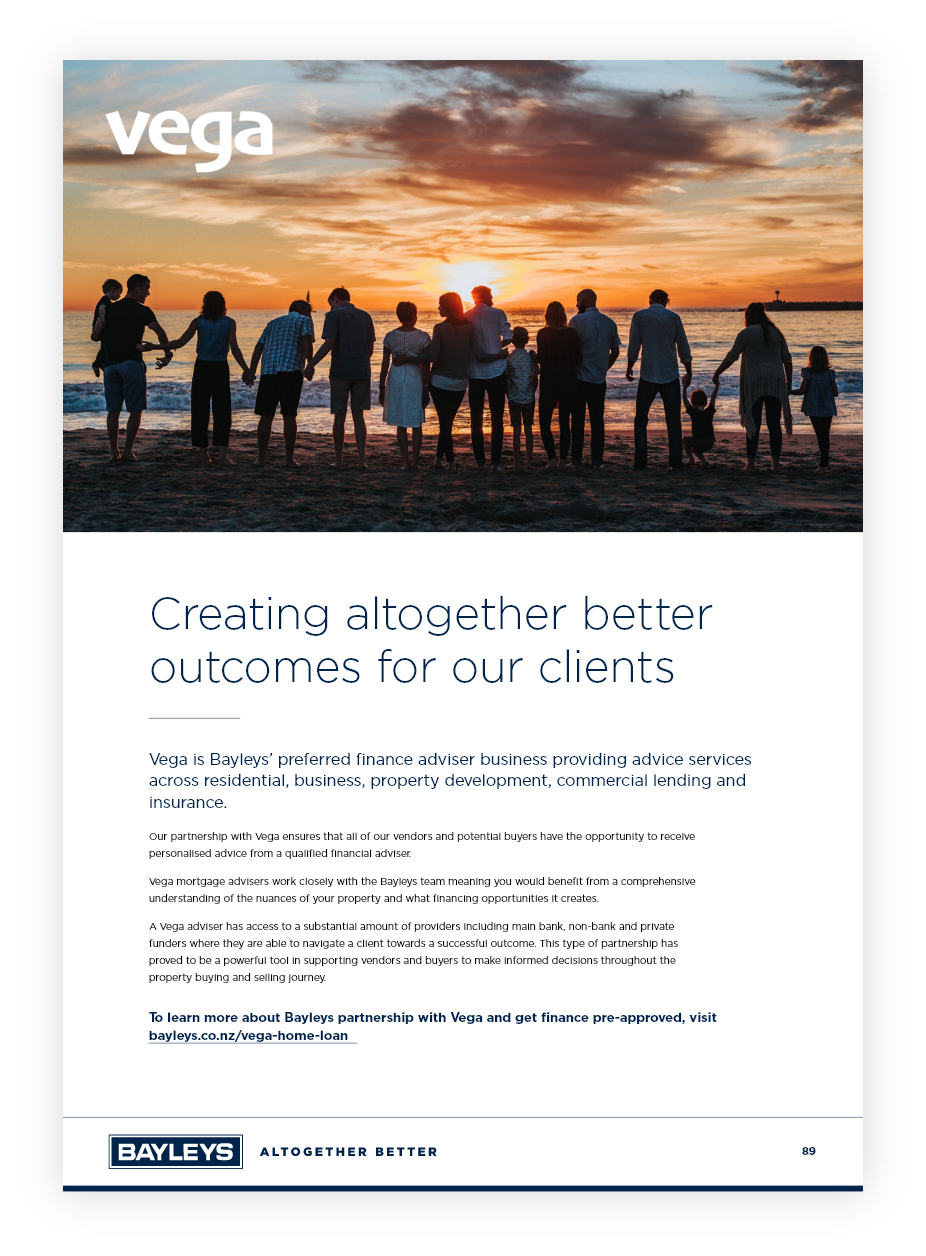 vega
Creating altogether better
outcomes for our clients
Vega is Bayleys’ preferred finance adviser business providing advice services
across residential, business, property development, commercial lending and
insurance.
Our partnership with Vega ensures that all of our vendors and potential buyers have the opportunity to receive
personalised advice from a qualified financial adviser.
Vega mortgage advisers work closely with the Bayleys team meaning you would benefit from a comprehensive
understanding of the nuances of your property and what financing opportunities it creates.
A Vega adviser has access to a substantial amount of providers including main bank, non-bank and private
funders where they are able to navigate a client towards a successful outcome. This type of partnership has
proved to be a powerful tool in supporting vendors and buyers to make informed decisions throughout the
property buying and selling journey.
To learn more about Bayleys partnership with Vega and get finance pre-approved, visit
bayleys.co.nz/vega-home-loan
BAYLEYS ALTOGETHER BETTER 89